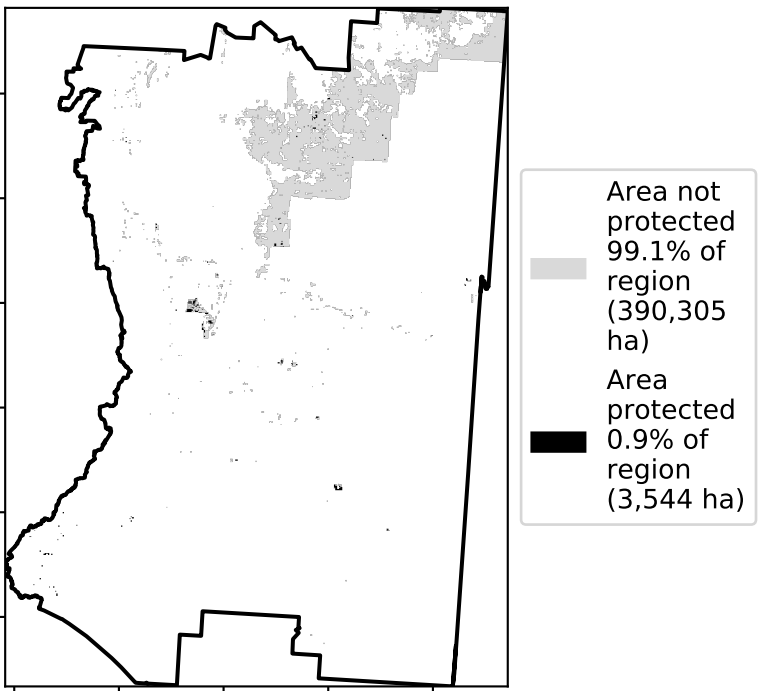 Area not
protected
99.1% of
region
(390,305
ha)
Area
protected
0.9% of
region
(3,544 ha)